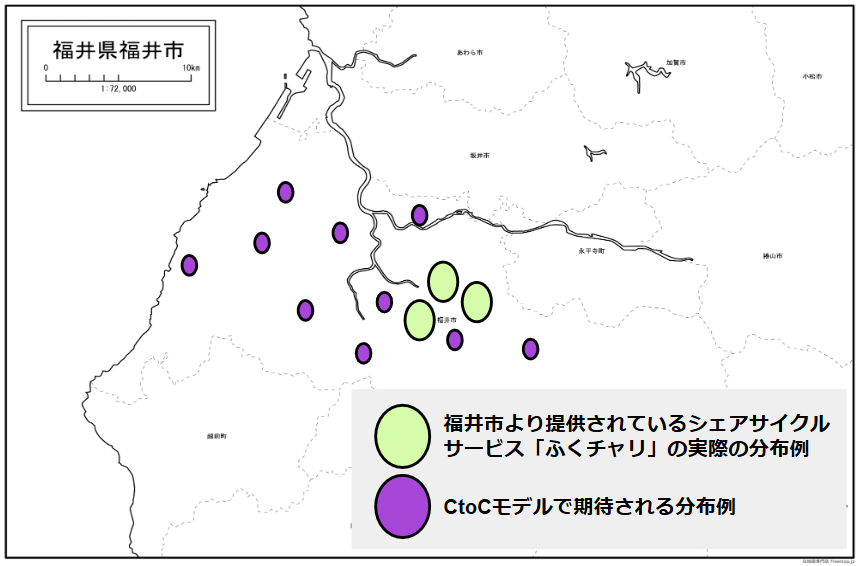 福井県福井市
0 10km
1:72,000
あわら市
加賀市
小松市
坂井市
永平寺町
勝山市
福井市
越前町
福井市より提供されているシェアサイクル
サービス「ふくチャリ」の実際の分布例
CtoCモデルで期待される分布例